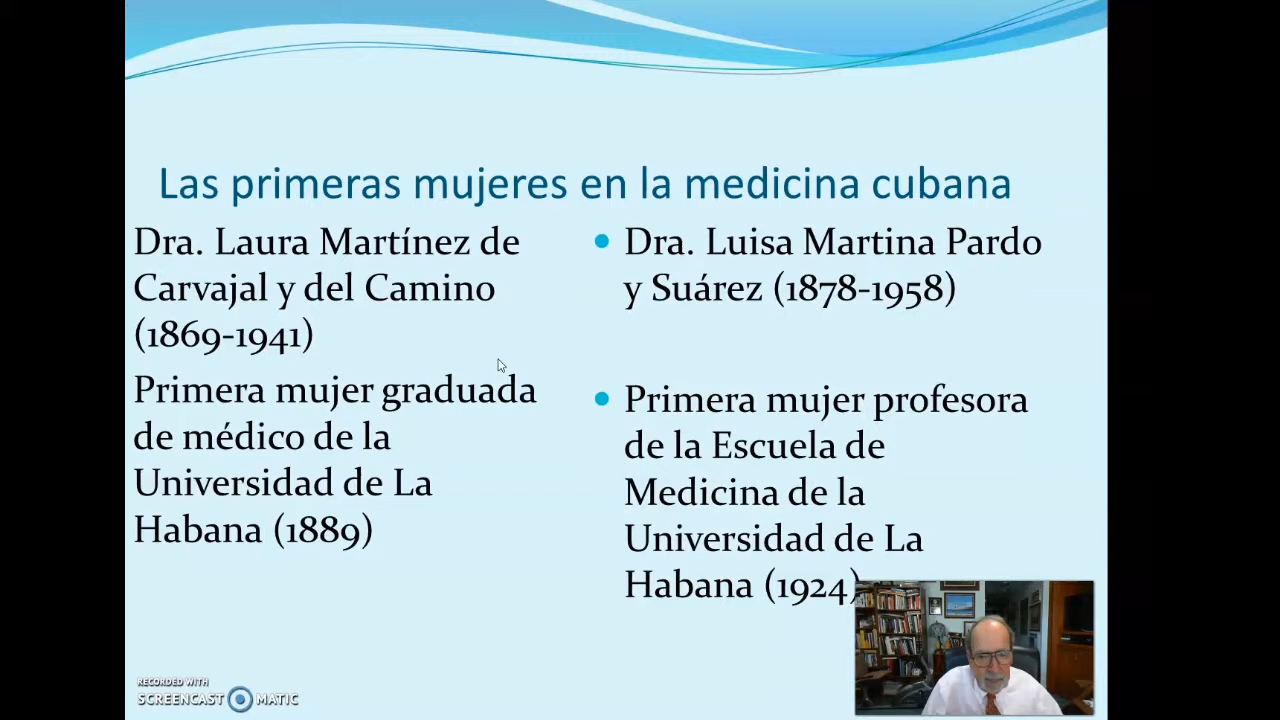 Las primeras mujeres en la medicina cubana
Dra. Laura Martínez de
Carvajal y del Camino
(1869-1941)
Primera mujer graduada
de médico de la
Universidad de La
Habana (1889)
Dra. Luisa Martina Pardo
y Suárez (1878-1958)
Primera mujer profesora
de la Escuela de
Medicina de la
Universidad de La
Habana (1924)
RECORDED WITH
SCREENCAST MATIC